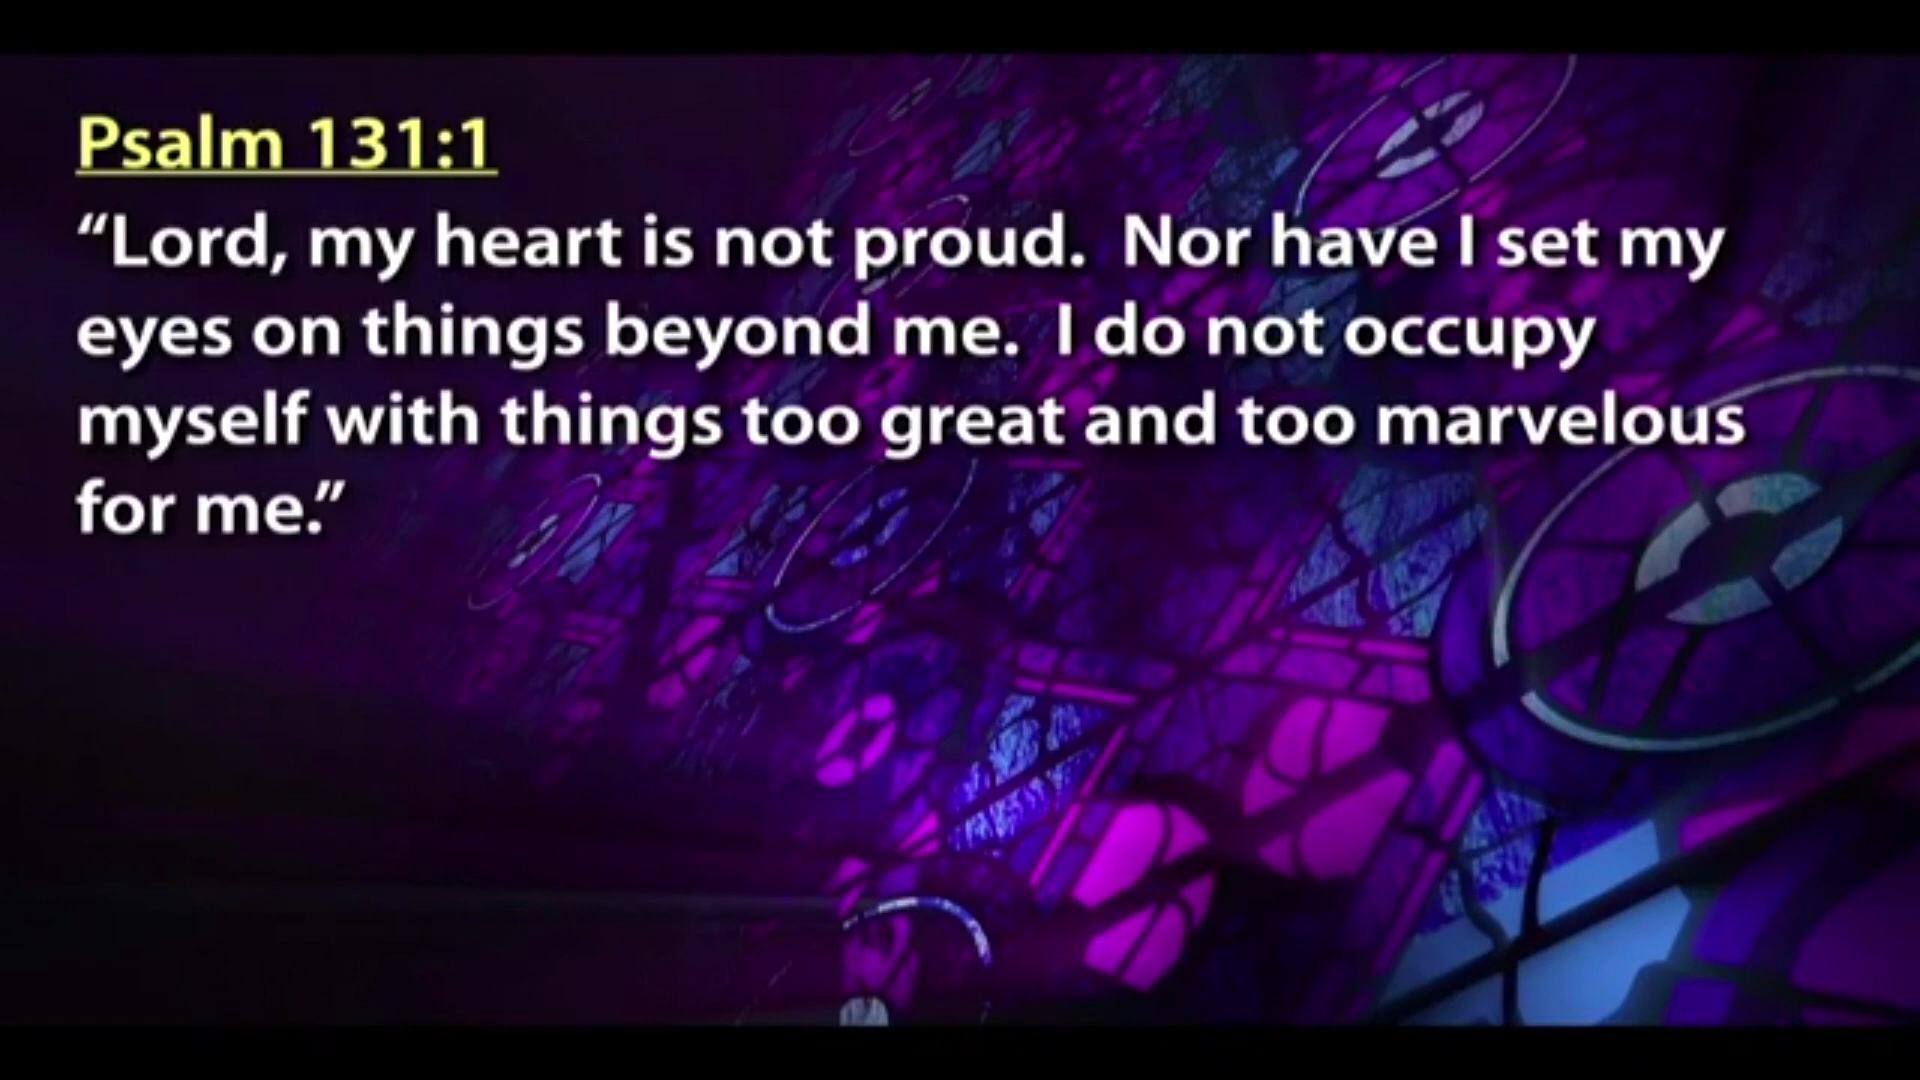 Psalm 131:1
“Lord, my heart is not proud.  Nor have I set my
eyes on things beyond me.  I do not occupy
myself with things too great and too marvelous
for me.”